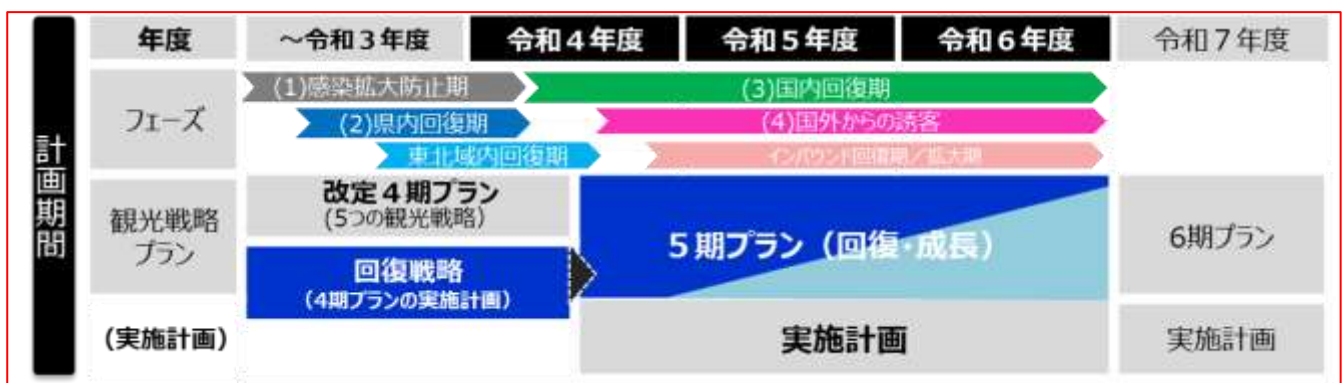 計画期間
年度
～令和３年度
令和４年度
令和５年度
令和６年度
令和７年度
フェーズ
(1)感染拡大防止期
(3)国内回復期
(2)県内回復期
(4)国外からの誘客
東北域内回復期
インバウンド回復期／拡大期
観光戦略
プラン
改定４期プラン
(5つの観光戦略)
回復戦略
(4期プランの実施計画)
５期プラン（回復・成長）
6期プラン
(実施計画)
実施計画
実施計画